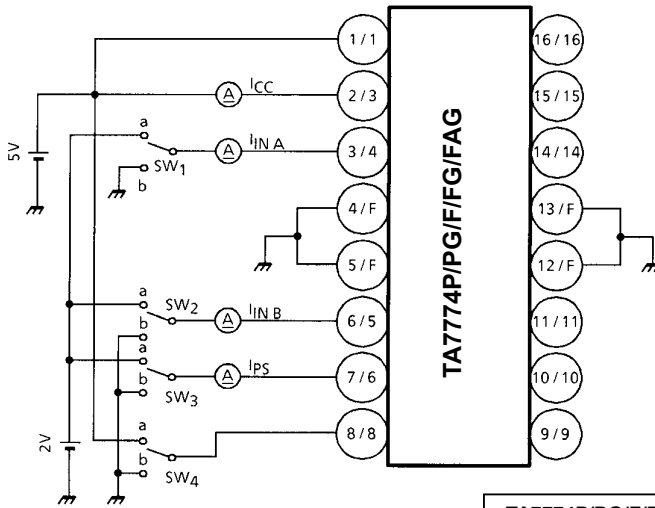 1 / 1
16 / 16
A
ICC
2 / 3
15 / 15
5V
a
A
IIN A
3 / 4
14 / 14
SW1
b
4 / F
13 / F
5 / F
12 / F
TA7774P/PG/F/FG/FAG
a
SW2
A
IIN B
6 / 5
11 / 11
b
a
A
IPS
7 / 6
10 / 10
b
SW3
2V
a
8 / 8
9 / 9
b
SW4